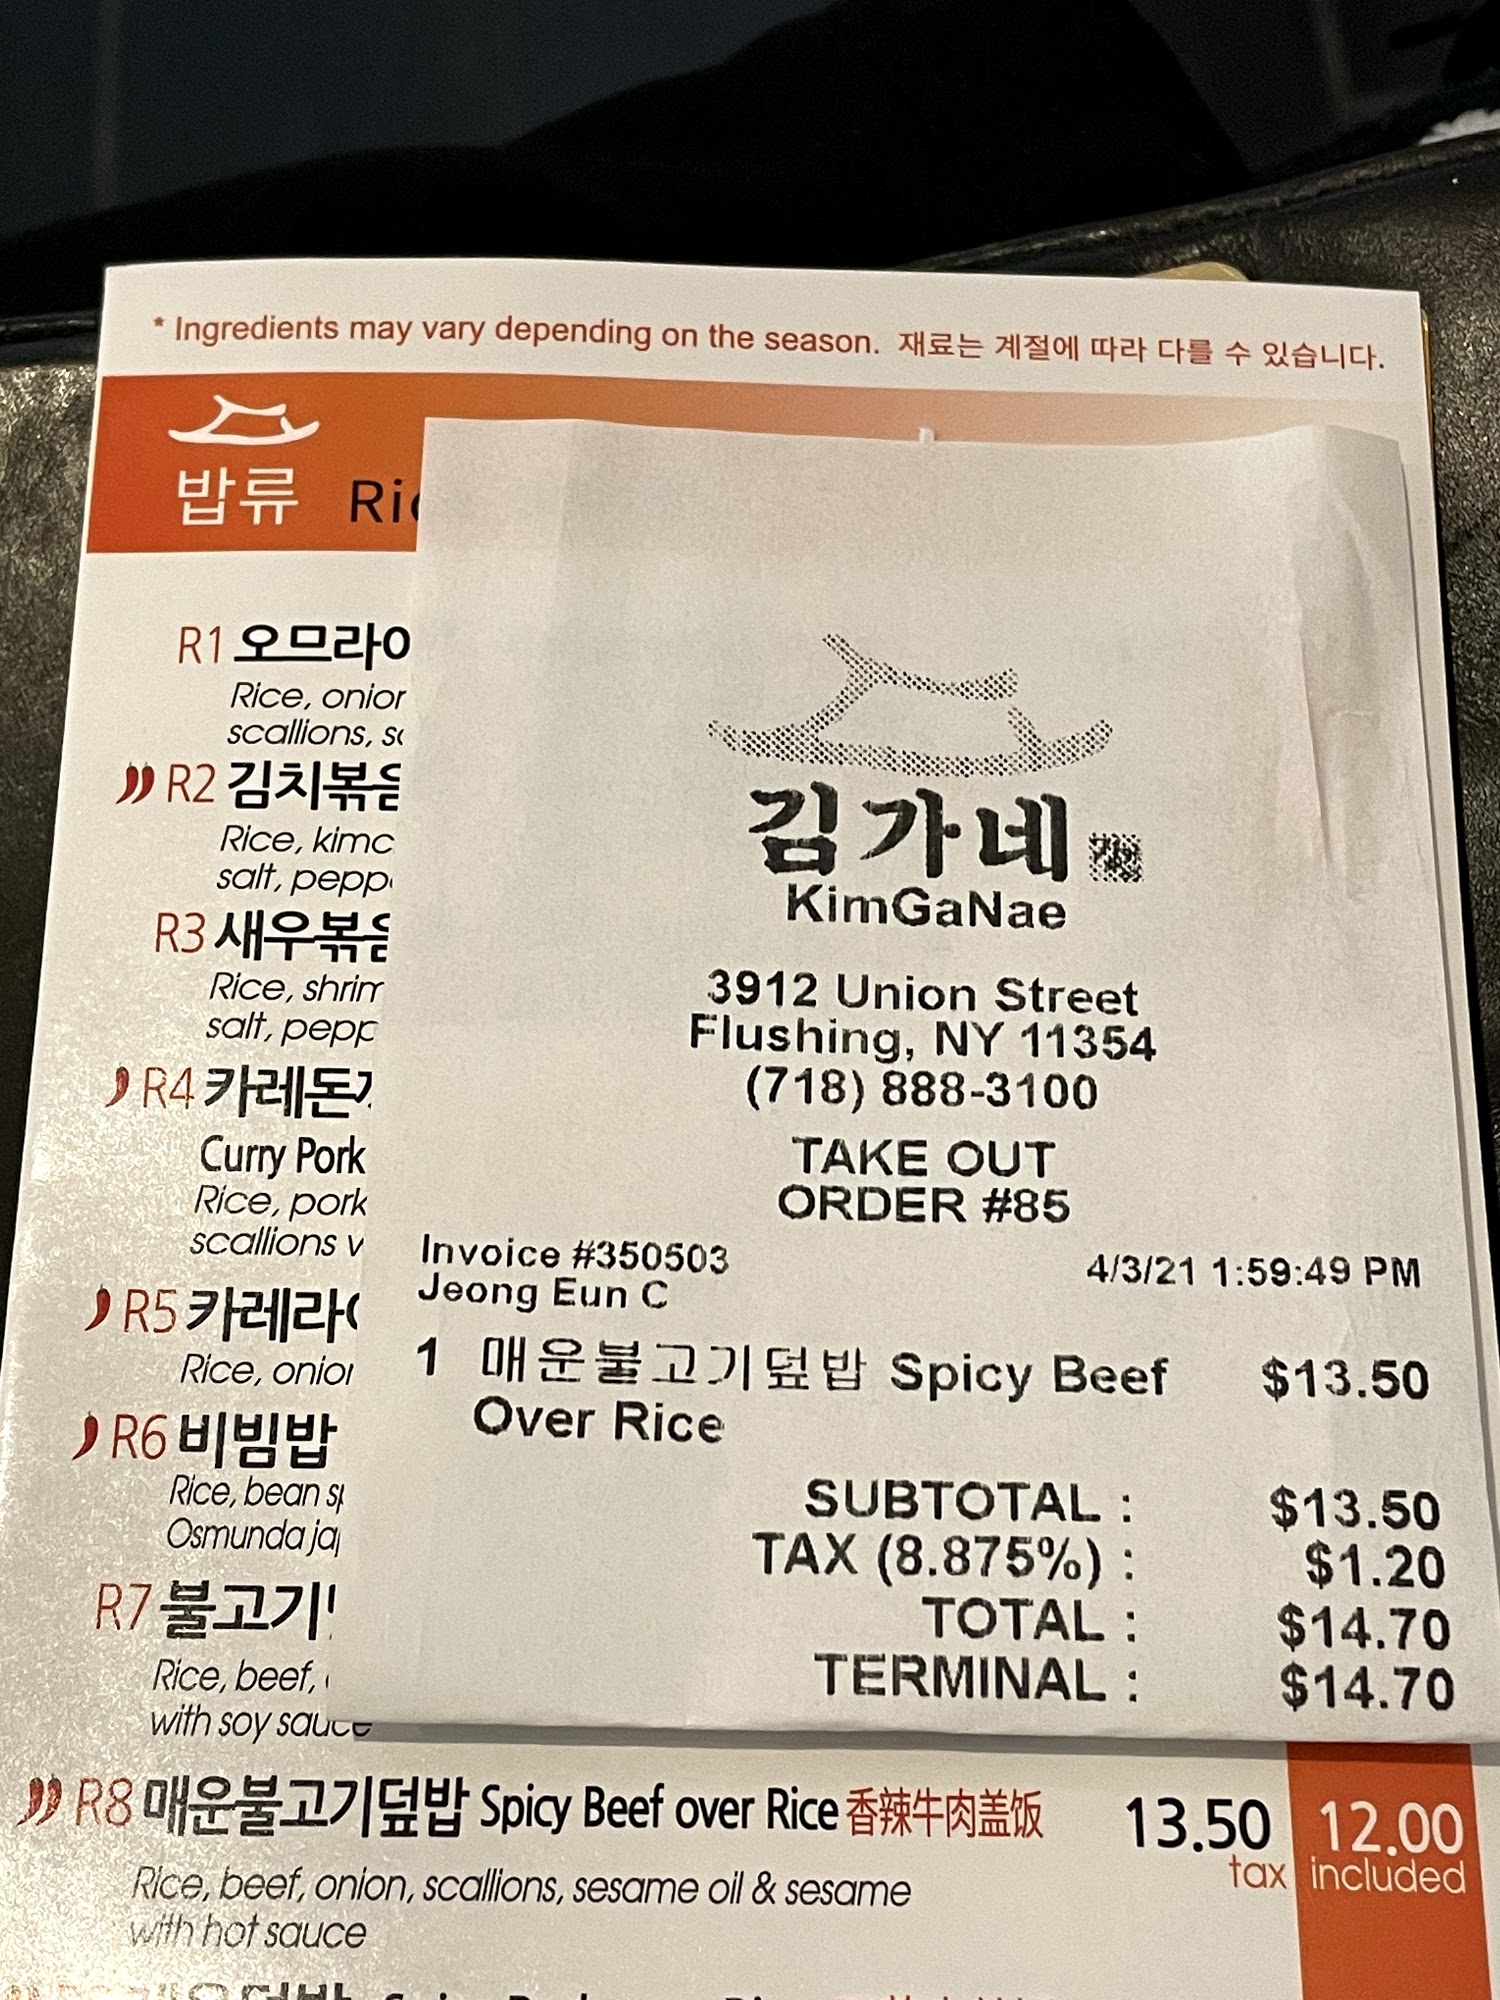 * Ingredients may vary depending on the season. 재료는 계절에 따라 다를 수 있습니다.
밥류
R1 오므라이
Rice, onion
scallions,
R2 김치볶음
Rice, kimc
salt, pepp
R3 새우볶음
Rice, shrim
salt, pepp
R4 카레돈
Curry Pork
Rice, pork
scallions
R5 카레라이
Rice, onion
R6 비빔밥
Rice, bean sp
Osmunda jap
R7 불고기
Rice, beef,
with soy sauce
R8 매운불고기덮밥 Spicy Beef over Rice 香辣牛肉盖饭 13.50 12.00
tax included
Rice, beef, onion, scallions, sesame oil & sesame
with hot sauce
김가네
KimGaNae
3912 Union Street
Flushing, NY 11354
(718) 888-3100
TAKE OUT
ORDER #85
Invoice #350503 4/3/21 1:59:49 PM
Jeong Eun C
1 매운불고기덮밥 Spicy Beef $13.50
Over Rice
SUBTOTAL : $13.50
TAX (8.875%) : $1.20
TOTAL : $14.70
TERMINAL : $14.70